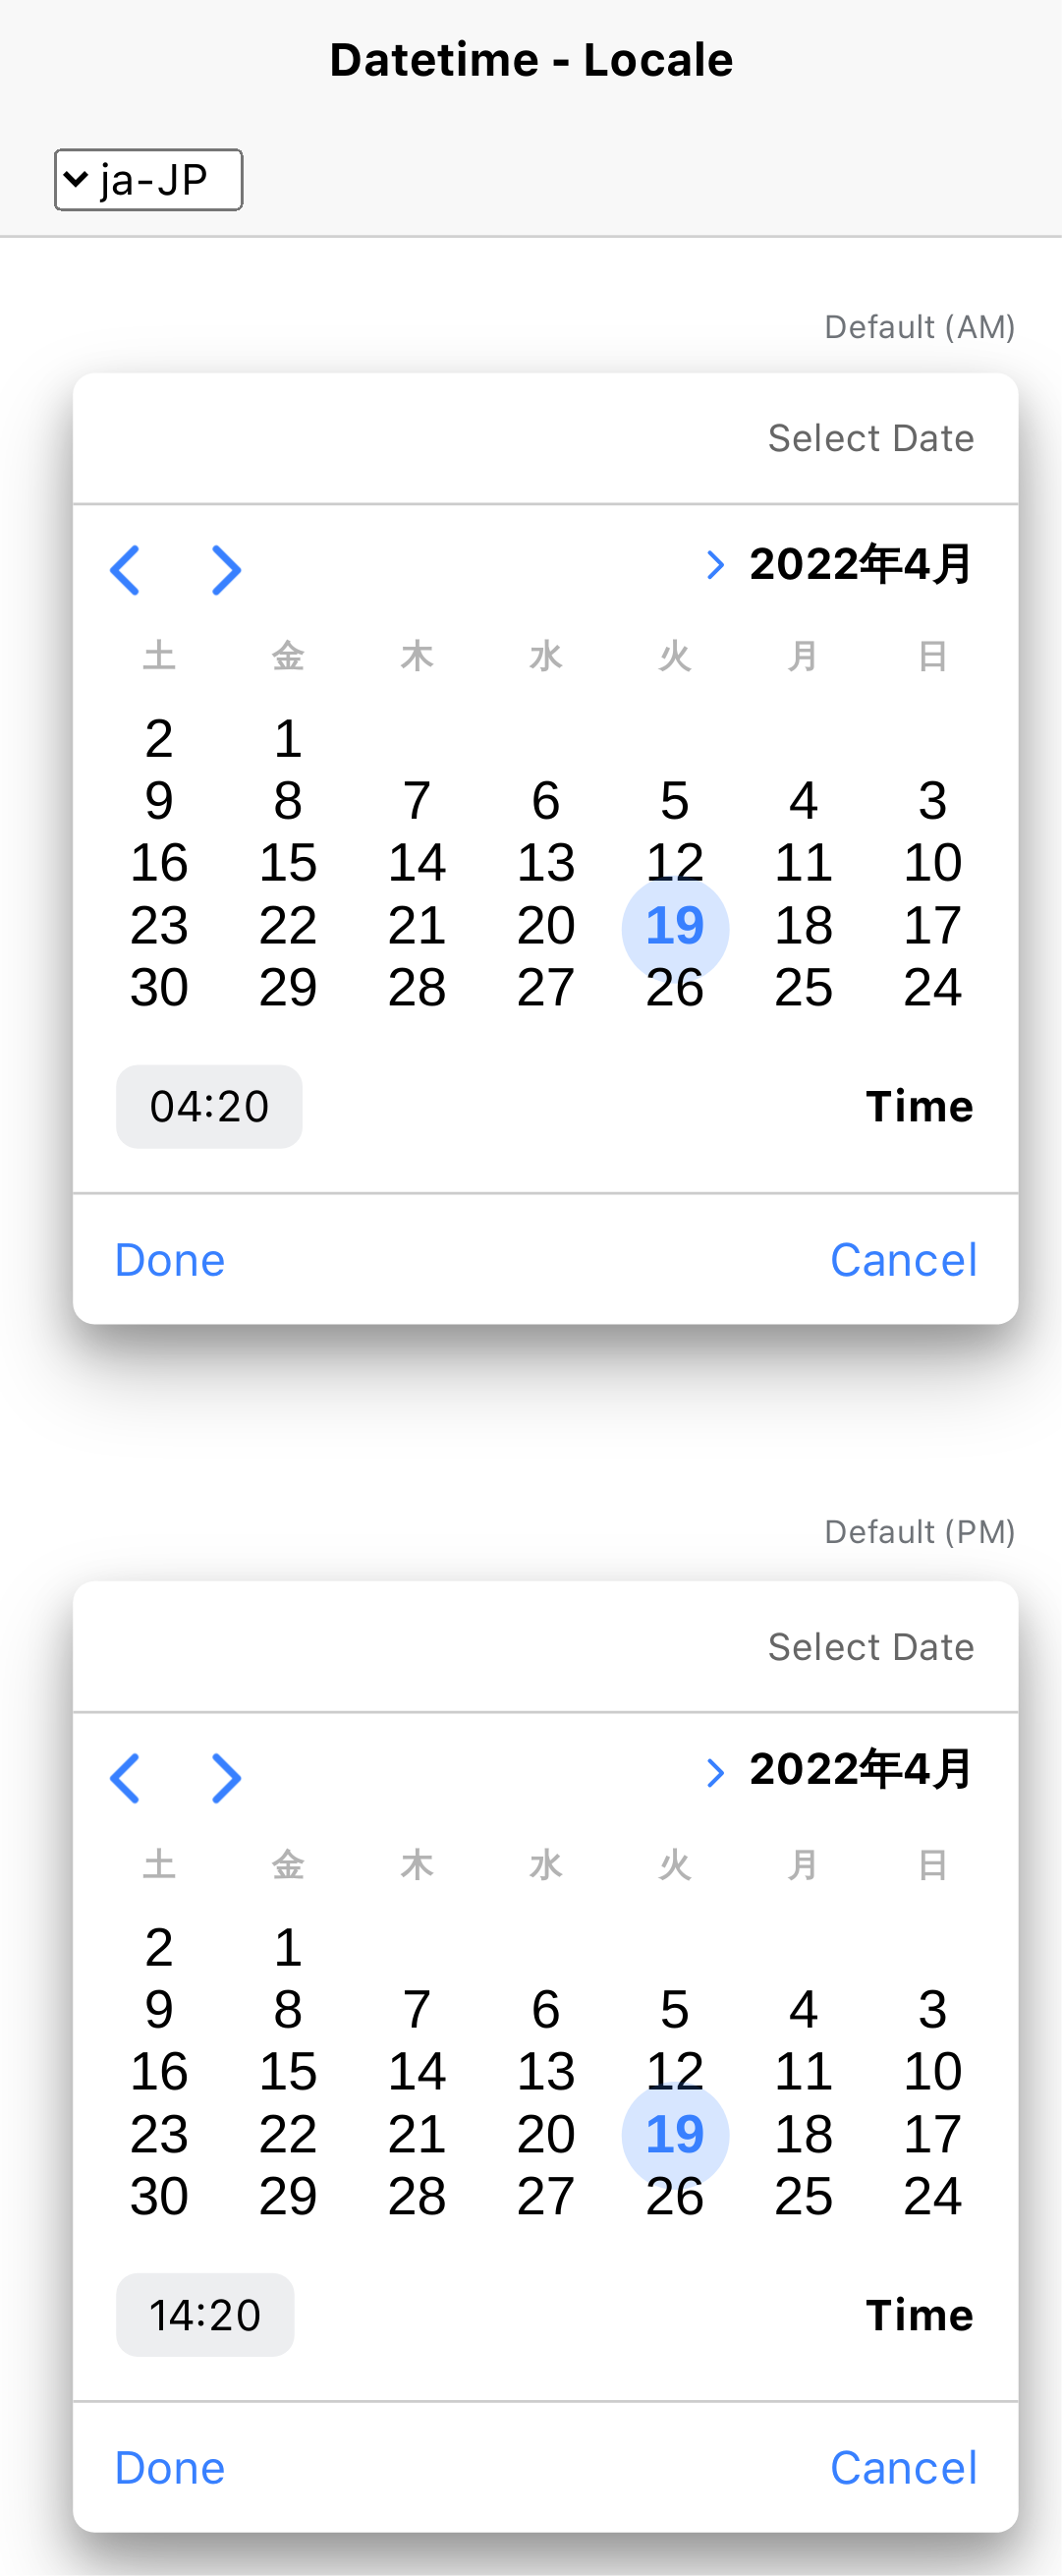 Datetime - Locale
ja-JP
Default (AM)
Select Date
2022年4月
土 金 木 水 火 月 日
2 1
9 8 7 6 5 4 3
16 15 14 13 12 11 10
23 22 21 20 19 18 17
30 29 28 27 26 25 24
04:20 Time
Done Cancel
Default (PM)
Select Date
2022年4月
土 金 木 水 火 月 日
2 1
9 8 7 6 5 4 3
16 15 14 13 12 11 10
23 22 21 20 19 18 17
30 29 28 27 26 25 24
14:20 Time
Done Cancel